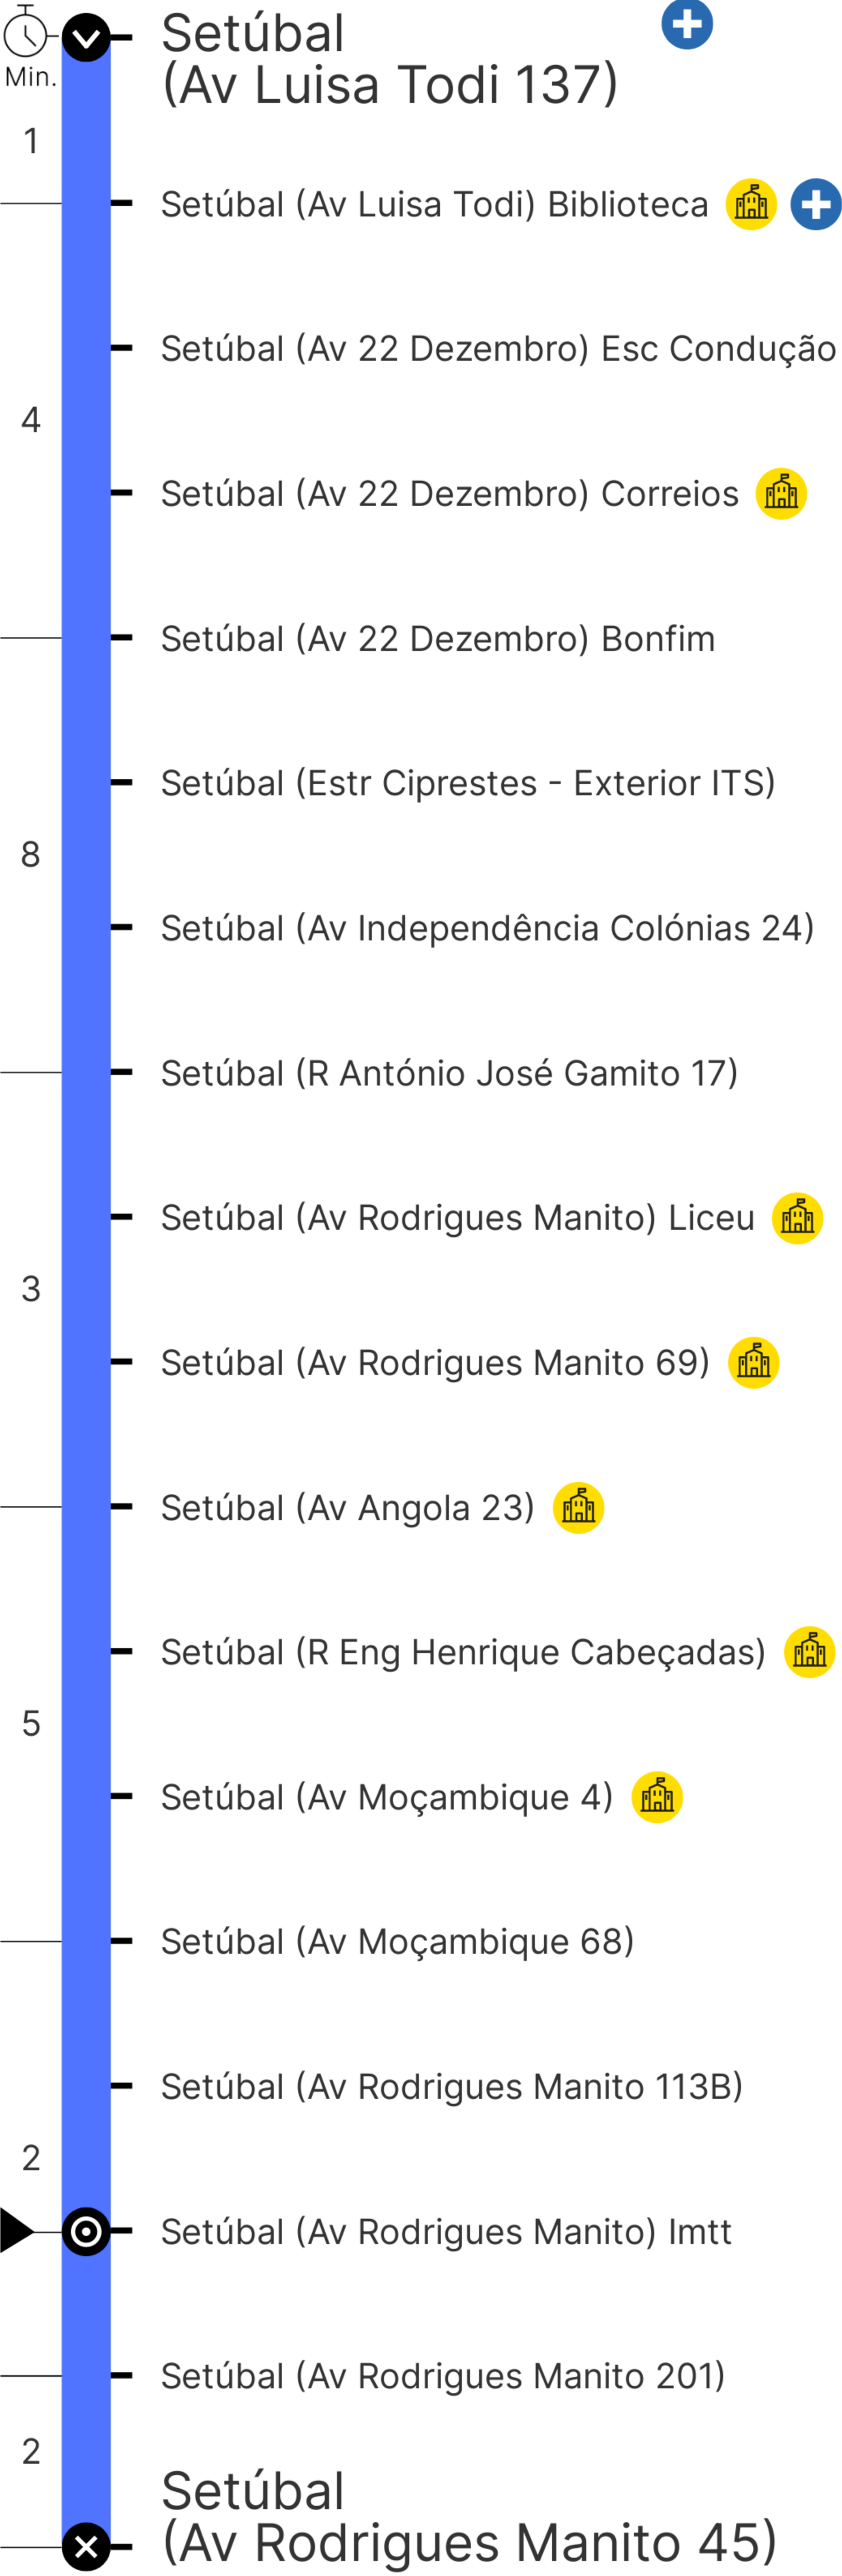 Setúbal
(Av Luisa Todi 137)
Min.
1
Setúbal (Av Luisa Todi) Biblioteca
Setúbal (Av 22 Dezembro) Esc Condução
4
Setúbal (Av 22 Dezembro) Correios
Setúbal (Av 22 Dezembro) Bonfim
Setúbal (Estr Ciprestes - Exterior ITS)
8
Setúbal (Av Independência Colónias 24)
Setúbal (R António José Gamito 17)
Setúbal (Av Rodrigues Manito) Liceu
3
Setúbal (Av Rodrigues Manito 69)
Setúbal (Av Angola 23)
Setúbal (R Eng Henrique Cabeçadas)
5
Setúbal (Av Moçambique 4)
Setúbal (Av Moçambique 68)
Setúbal (Av Rodrigues Manito 113B)
2
Setúbal (Av Rodrigues Manito) Imtt
Setúbal (Av Rodrigues Manito 201)
2
Setúbal
(Av Rodrigues Manito 45)